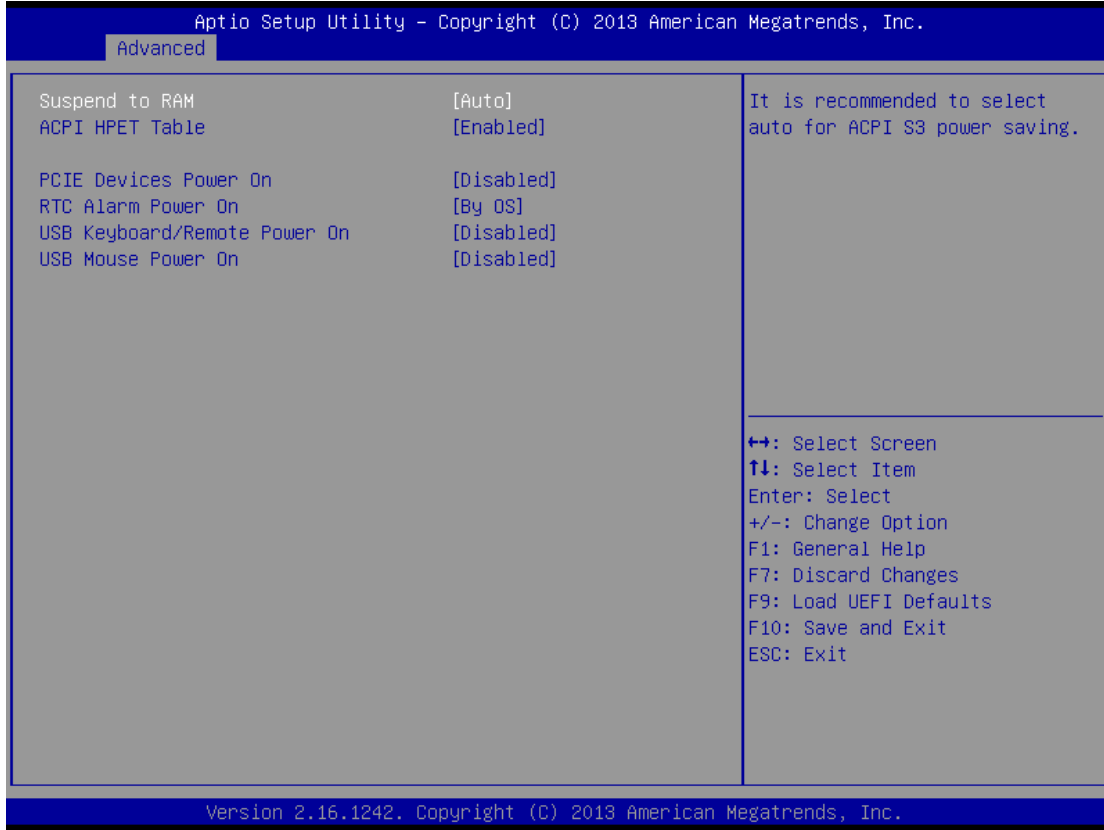 Aptio Setup Utility – Copyright (C) 2013 American Megatrends, Inc.
Advanced
Suspend to RAM [Auto]
ACPI HPET Table [Enabled]
PCIE Devices Power On [Disabled]
RTC Alarm Power On [By OS]
USB Keyboard/Remote Power On [Disabled]
USB Mouse Power On [Disabled]
It is recommended to select
auto for ACPI S3 power saving.
↔: Select Screen
↑↓: Select Item
Enter: Select
+/-: Change Option
F1: General Help
F7: Discard Changes
F9: Load UEFI Defaults
F10: Save and Exit
ESC: Exit
Version 2.16.1242. Copyright (C) 2013 American Megatrends, Inc.